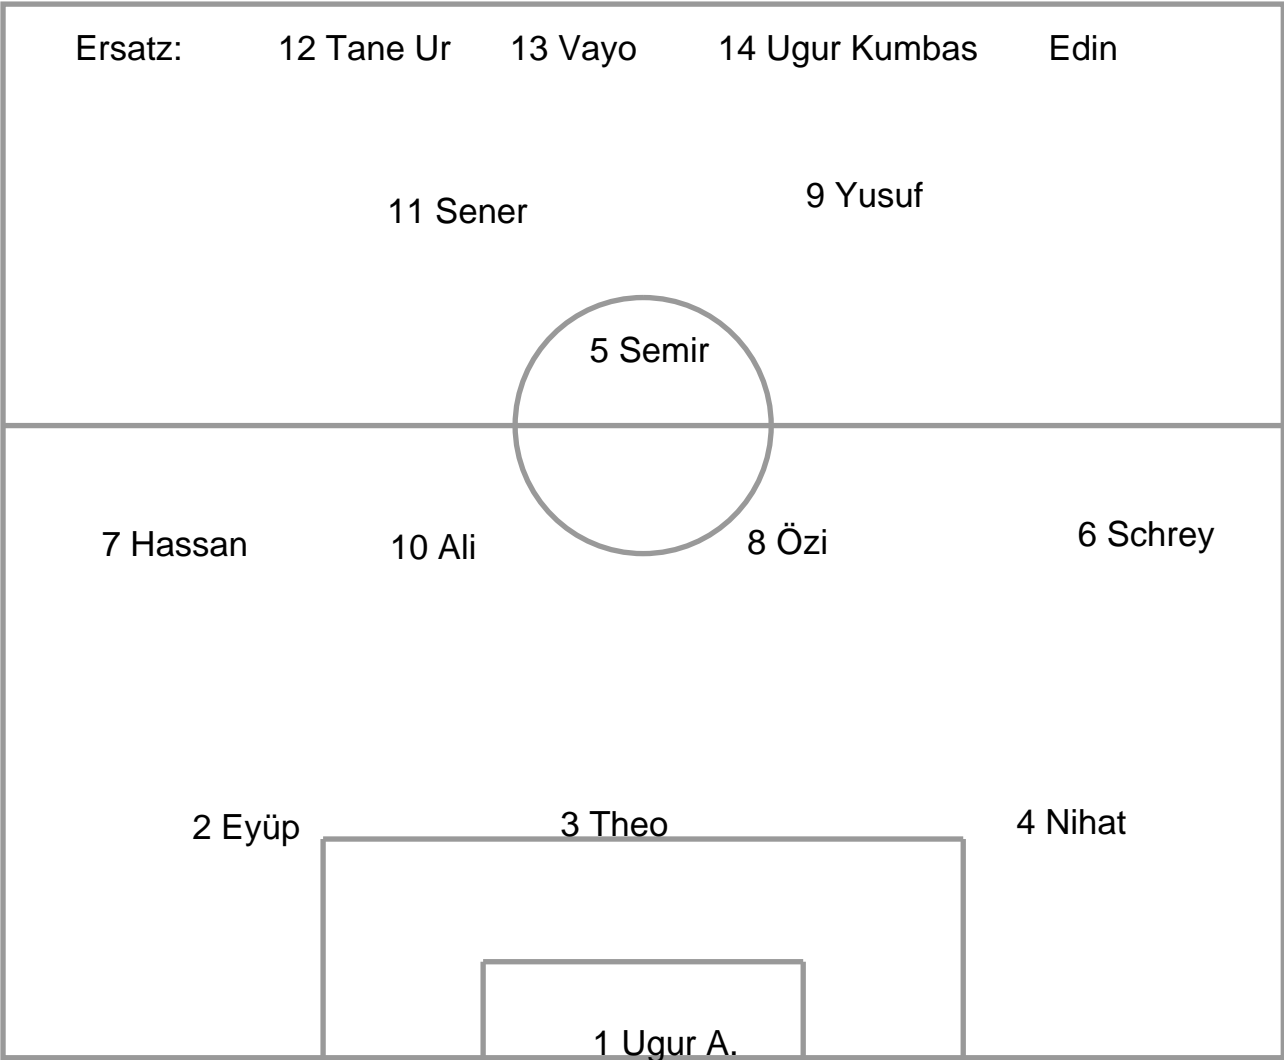 Ersatz: 12 Tane Ur 13 Vayo 14 Ugur Kumbas Edin
11 Sener 9 Yusuf
5 Semir
7 Hassan 10 Ali 8 Özi 6 Schrey
2 Eyüp 3 Theo 4 Nihat
1 Ugur A.